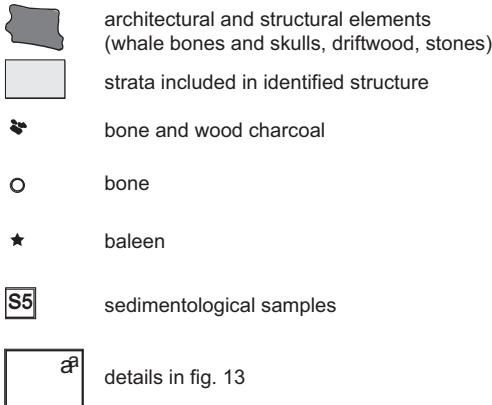 architectural and structural elements
(whale bones and skulls, driftwood, stones)
strata included in identified structure
bone and wood charcoal
bone
baleen
S5 sedimentological samples
details in fig. 13